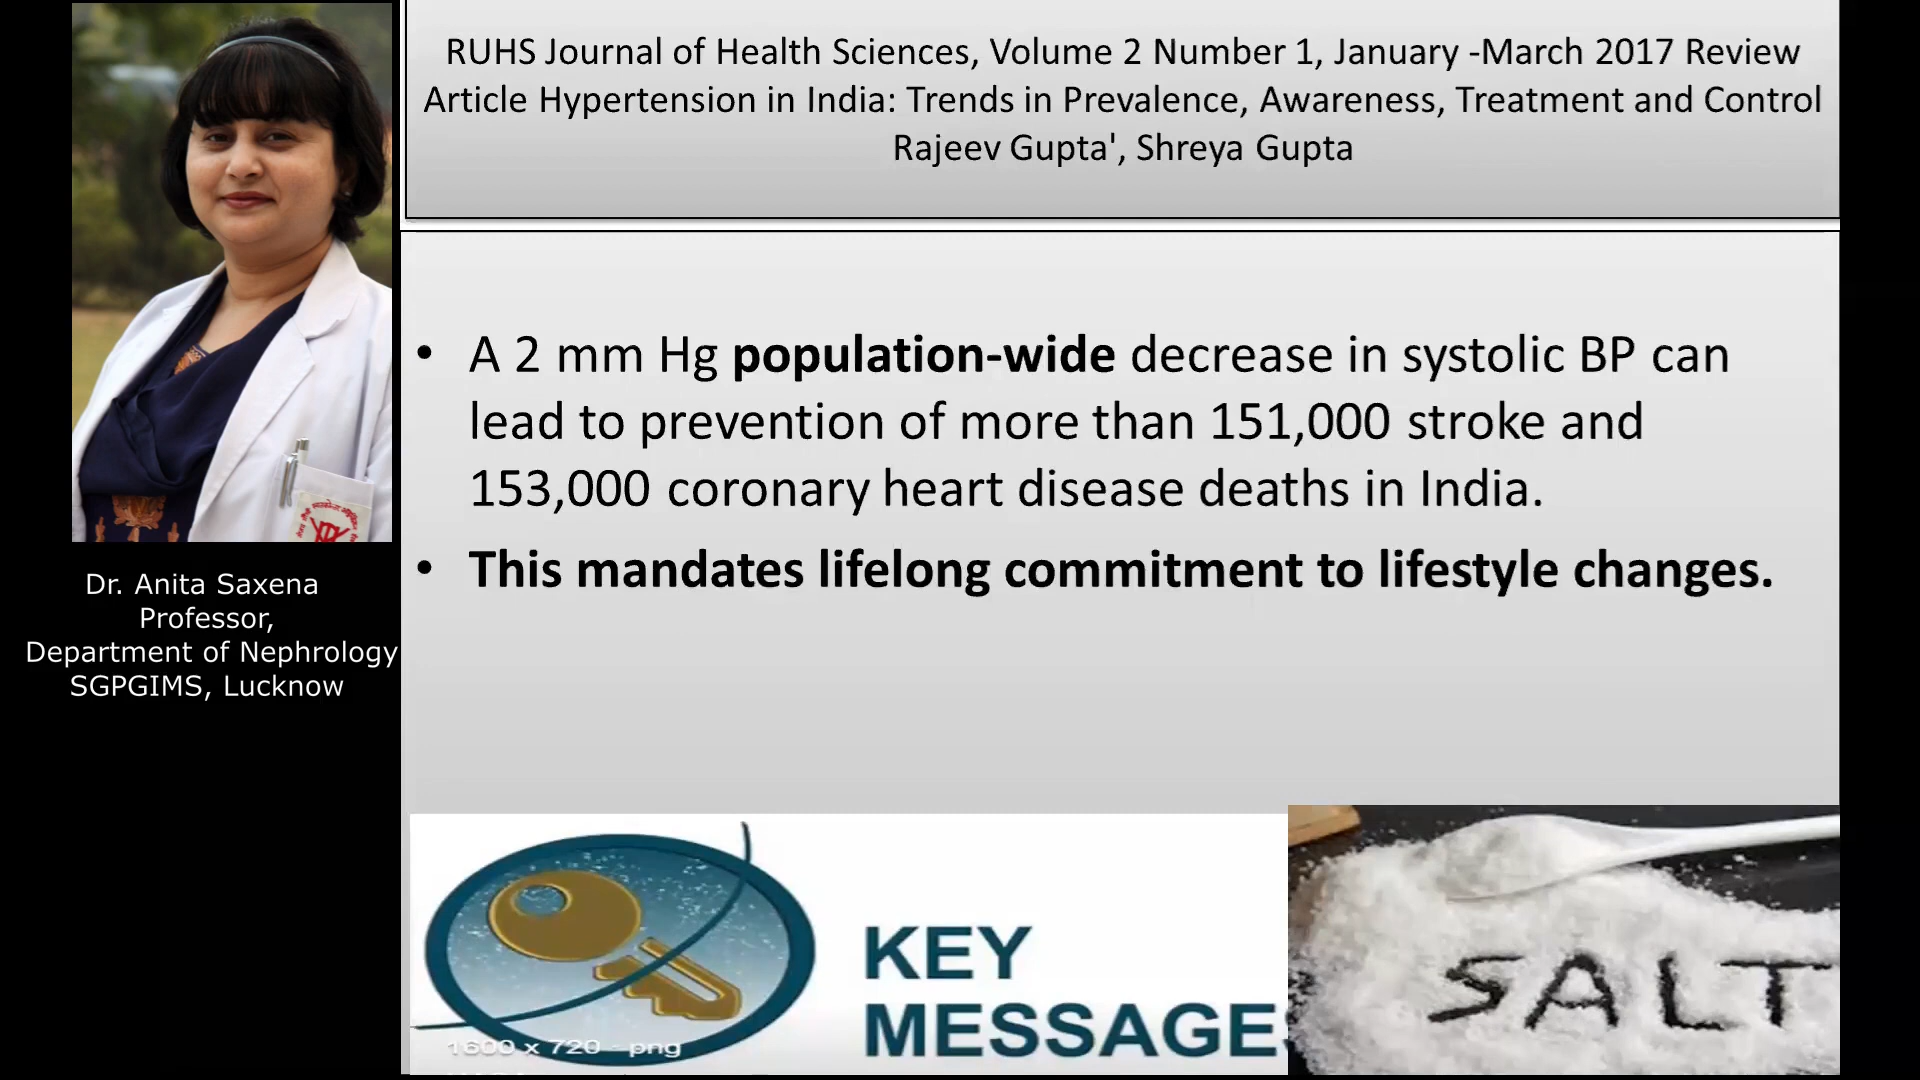 RUHS Journal of Health Sciences, Volume 2 Number 1, January -March 2017 Review
Article Hypertension in India: Trends in Prevalence, Awareness, Treatment and Control
Rajeev Gupta', Shreya Gupta
• A 2 mm Hg population-wide decrease in systolic BP can
lead to prevention of more than 151,000 stroke and
153,000 coronary heart disease deaths in India.
• This mandates lifelong commitment to lifestyle changes.
Dr. Anita Saxena
Professor,
Department of Nephrology
SGPGIMS, Lucknow
KEY
MESSAGES
1600 x 720 - png
SALT